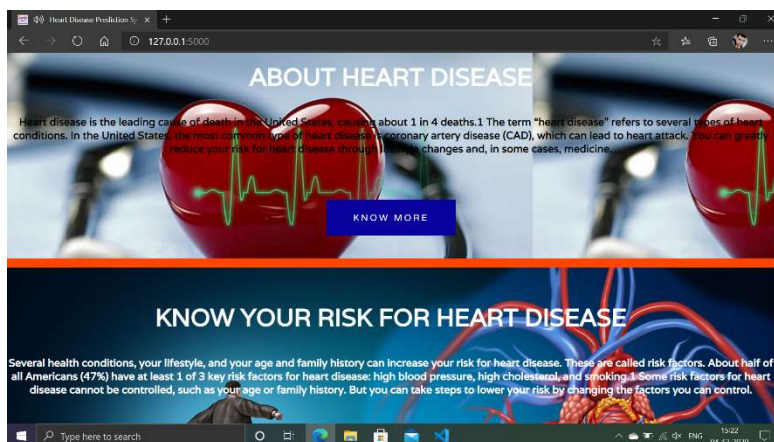 Heart Disease Prediction Sy
127.0.0.1:5000
ABOUT HEART DISEASE
Heart disease is the leading cause of death in the United States, causing about 1 in 4 deaths.1 The term “heart disease” refers to several types of heart
conditions. In the United States, the most common type of heart disease is coronary artery disease (CAD), which can lead to heart attack. You can greatly
reduce your risk for heart disease through lifestyle changes and, in some cases, medicine.
KNOW MORE
KNOW YOUR RISK FOR HEART DISEASE
Several health conditions, your lifestyle, and your age and family history can increase your risk for heart disease. These are called risk factors. About half of
all Americans (47%) have at least 1 of 3 key risk factors for heart disease: high blood pressure, high cholesterol, and smoking.1 Some risk factors for heart
disease cannot be controlled, such as your age or family history. But you can take steps to lower your risk by changing the factors you can control.
Type here to search
ENG
15:22
04-12-2020